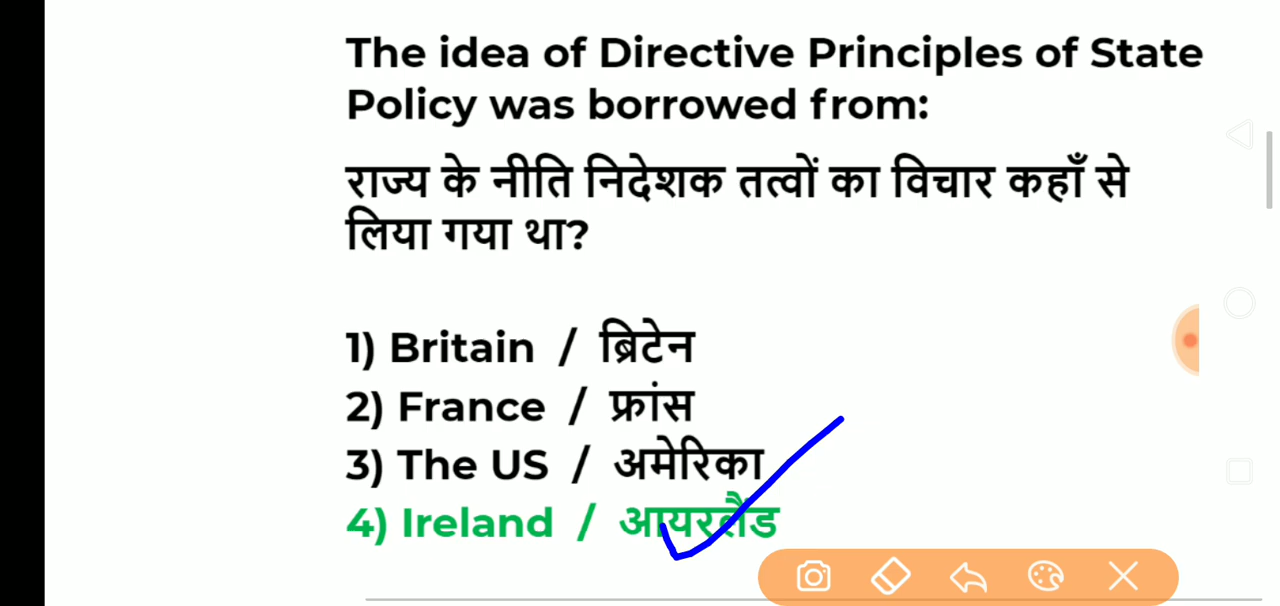 The idea of Directive Principles of State
Policy was borrowed from:
राज्य के नीति निदेशक तत्वों का विचार कहाँ से
लिया गया था?
1) Britain / ब्रिटेन
2) France / फ्रांस
3) The US / अमेरिका
4) Ireland / आयरलैंड